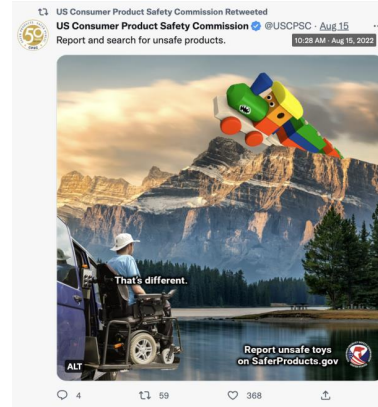 US Consumer Product Safety Commission Retweeted
US Consumer Product Safety Commission @USCPSC · Aug 15
Report and search for unsafe products.
10:28 AM · Aug 15, 2022
50
That's different.
Report unsafe toys
on SaferProducts.gov
ALT
4 59 368